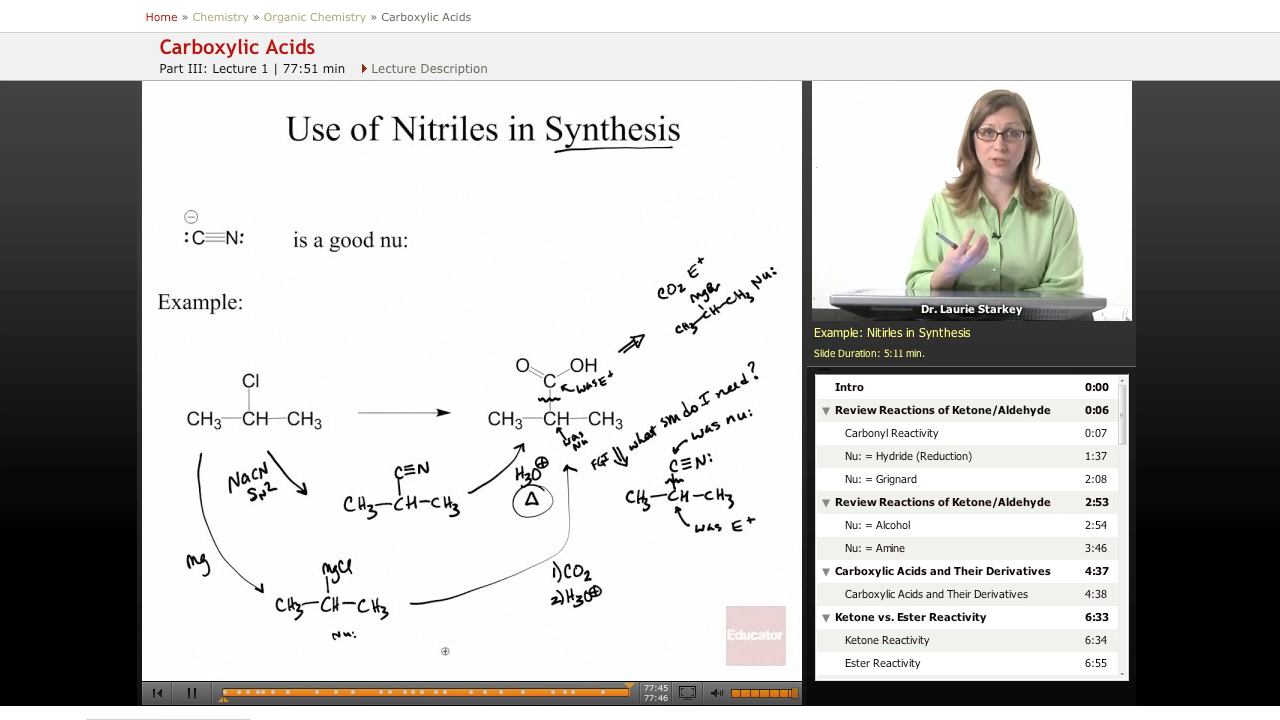 Home » Chemistry » Organic Chemistry » Carboxylic Acids
Carboxylic Acids
Part III: Lecture 1 | 77:51 min
Lecture Description
Use of Nitriles in Synthesis
⊖
:C≡N:
is a good nu:
Example:
CO2 E+
MgBr
CH3-CH-CH3 Nu:
Cl
CH3-CH-CH3
O OH
C
was E+
CH3-CH-CH3
was
Nu
what sm do I need?
FGI
was nu:
C≡N:
CH3-CH-CH3
was E+
NaCN
SN2
C≡N
CH3-CH-CH3
H3O⊕
Δ
Mg
MgCl
CH3-CH-CH3
Nu:
1) CO2
2) H3O⊕
⊕
Educator
77:45
77:46
Dr. Laurie Starkey
Example: Nitirles in Synthesis
Slide Duration: 5:11 min.
Intro 0:00
Review Reactions of Ketone/Aldehyde 0:06
Carbonyl Reactivity 0:07
Nu: = Hydride (Reduction) 1:37
Nu: = Grignard 2:08
Review Reactions of Ketone/Aldehyde 2:53
Nu: = Alcohol 2:54
Nu: = Amine 3:46
Carboxylic Acids and Their Derivatives 4:37
Carboxylic Acids and Their Derivatives 4:38
Ketone vs. Ester Reactivity 6:33
Ketone Reactivity 6:34
Ester Reactivity 6:55